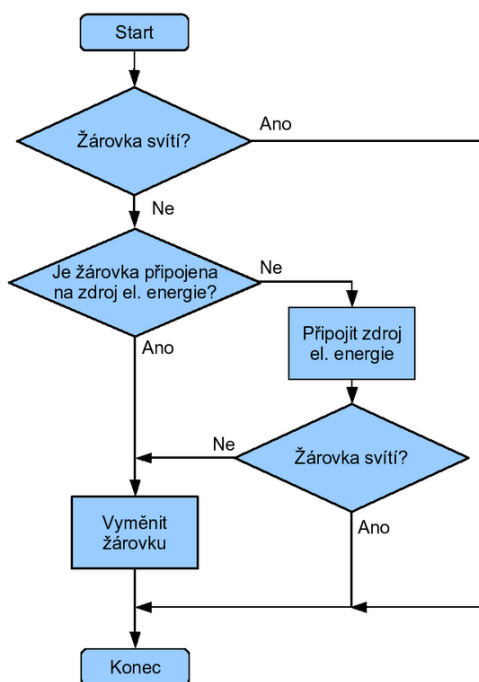 Start
Žárovka svítí?
Ano
Ne
Je žárovka připojena
na zdroj el. energie?
Ne
Ano
Připojit zdroj
el. energie
Žárovka svítí?
Ne
Ano
Vyměnit
žárovku
Konec